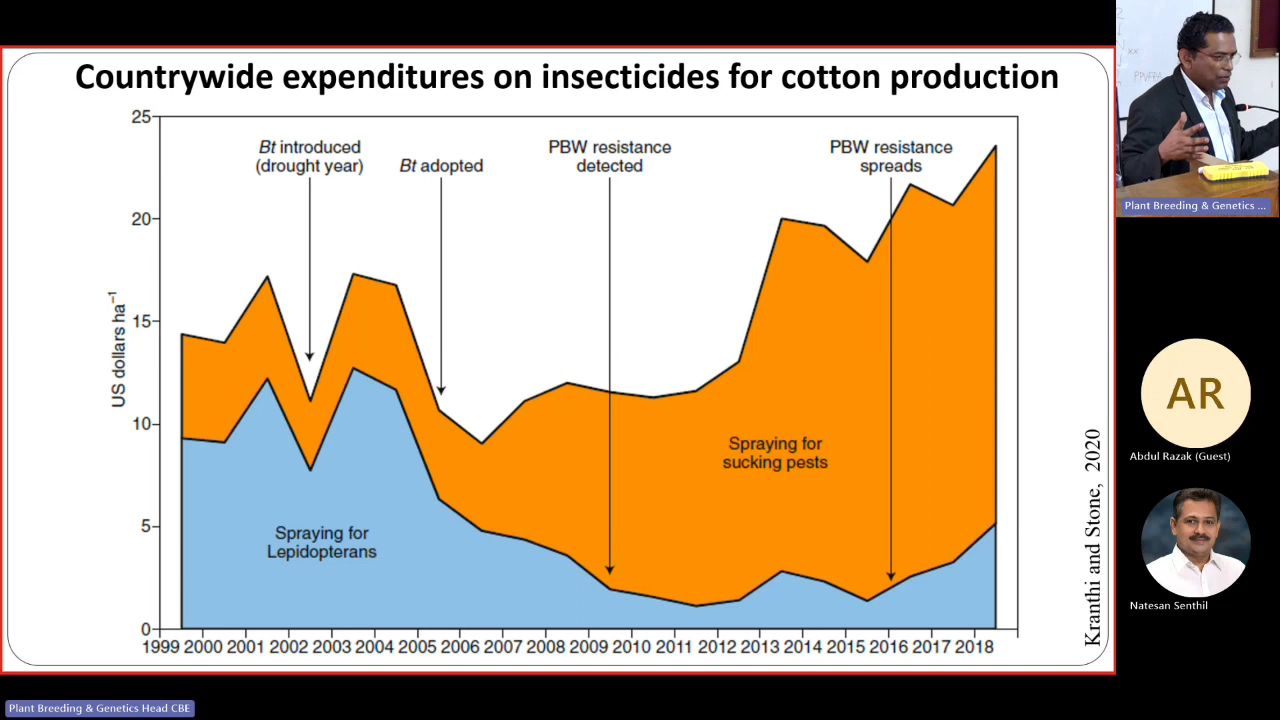 Countrywide expenditures on insecticides for cotton production
25
20
15
10
5
0
US dollars ha⁻¹
Bt introduced
(drought year)
Bt adopted
PBW resistance
detected
PBW resistance
spreads
Spraying for
sucking pests
Spraying for
Lepidopterans
1999 2000 2001 2002 2003 2004 2005 2006 2007 2008 2009 2010 2011 2012 2013 2014 2015 2016 2017 2018
Kranthi and Stone, 2020
Plant Breeding & Genetics ...
AR
Abdul Razak (Guest)
Natesan Senthil
Plant Breeding & Genetics Head CBE